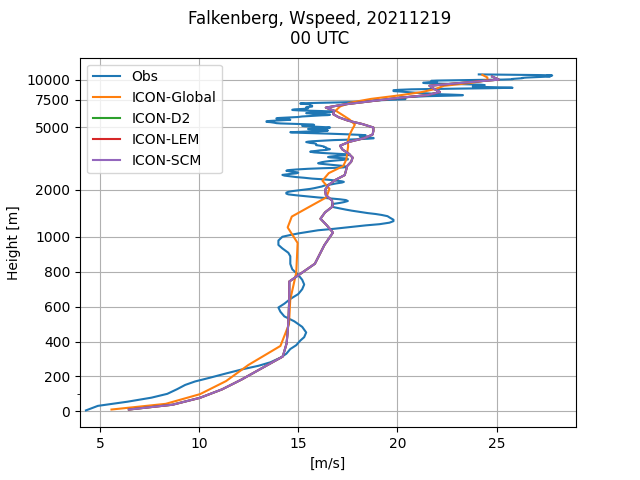 Falkenberg, Wspeed, 20211219
00 UTC
Obs
ICON-Global
ICON-D2
ICON-LEM
ICON-SCM
10000
7500
5000
2000
1000
800
600
400
200
0
Height [m]
5 10 15 20 25
[m/s]